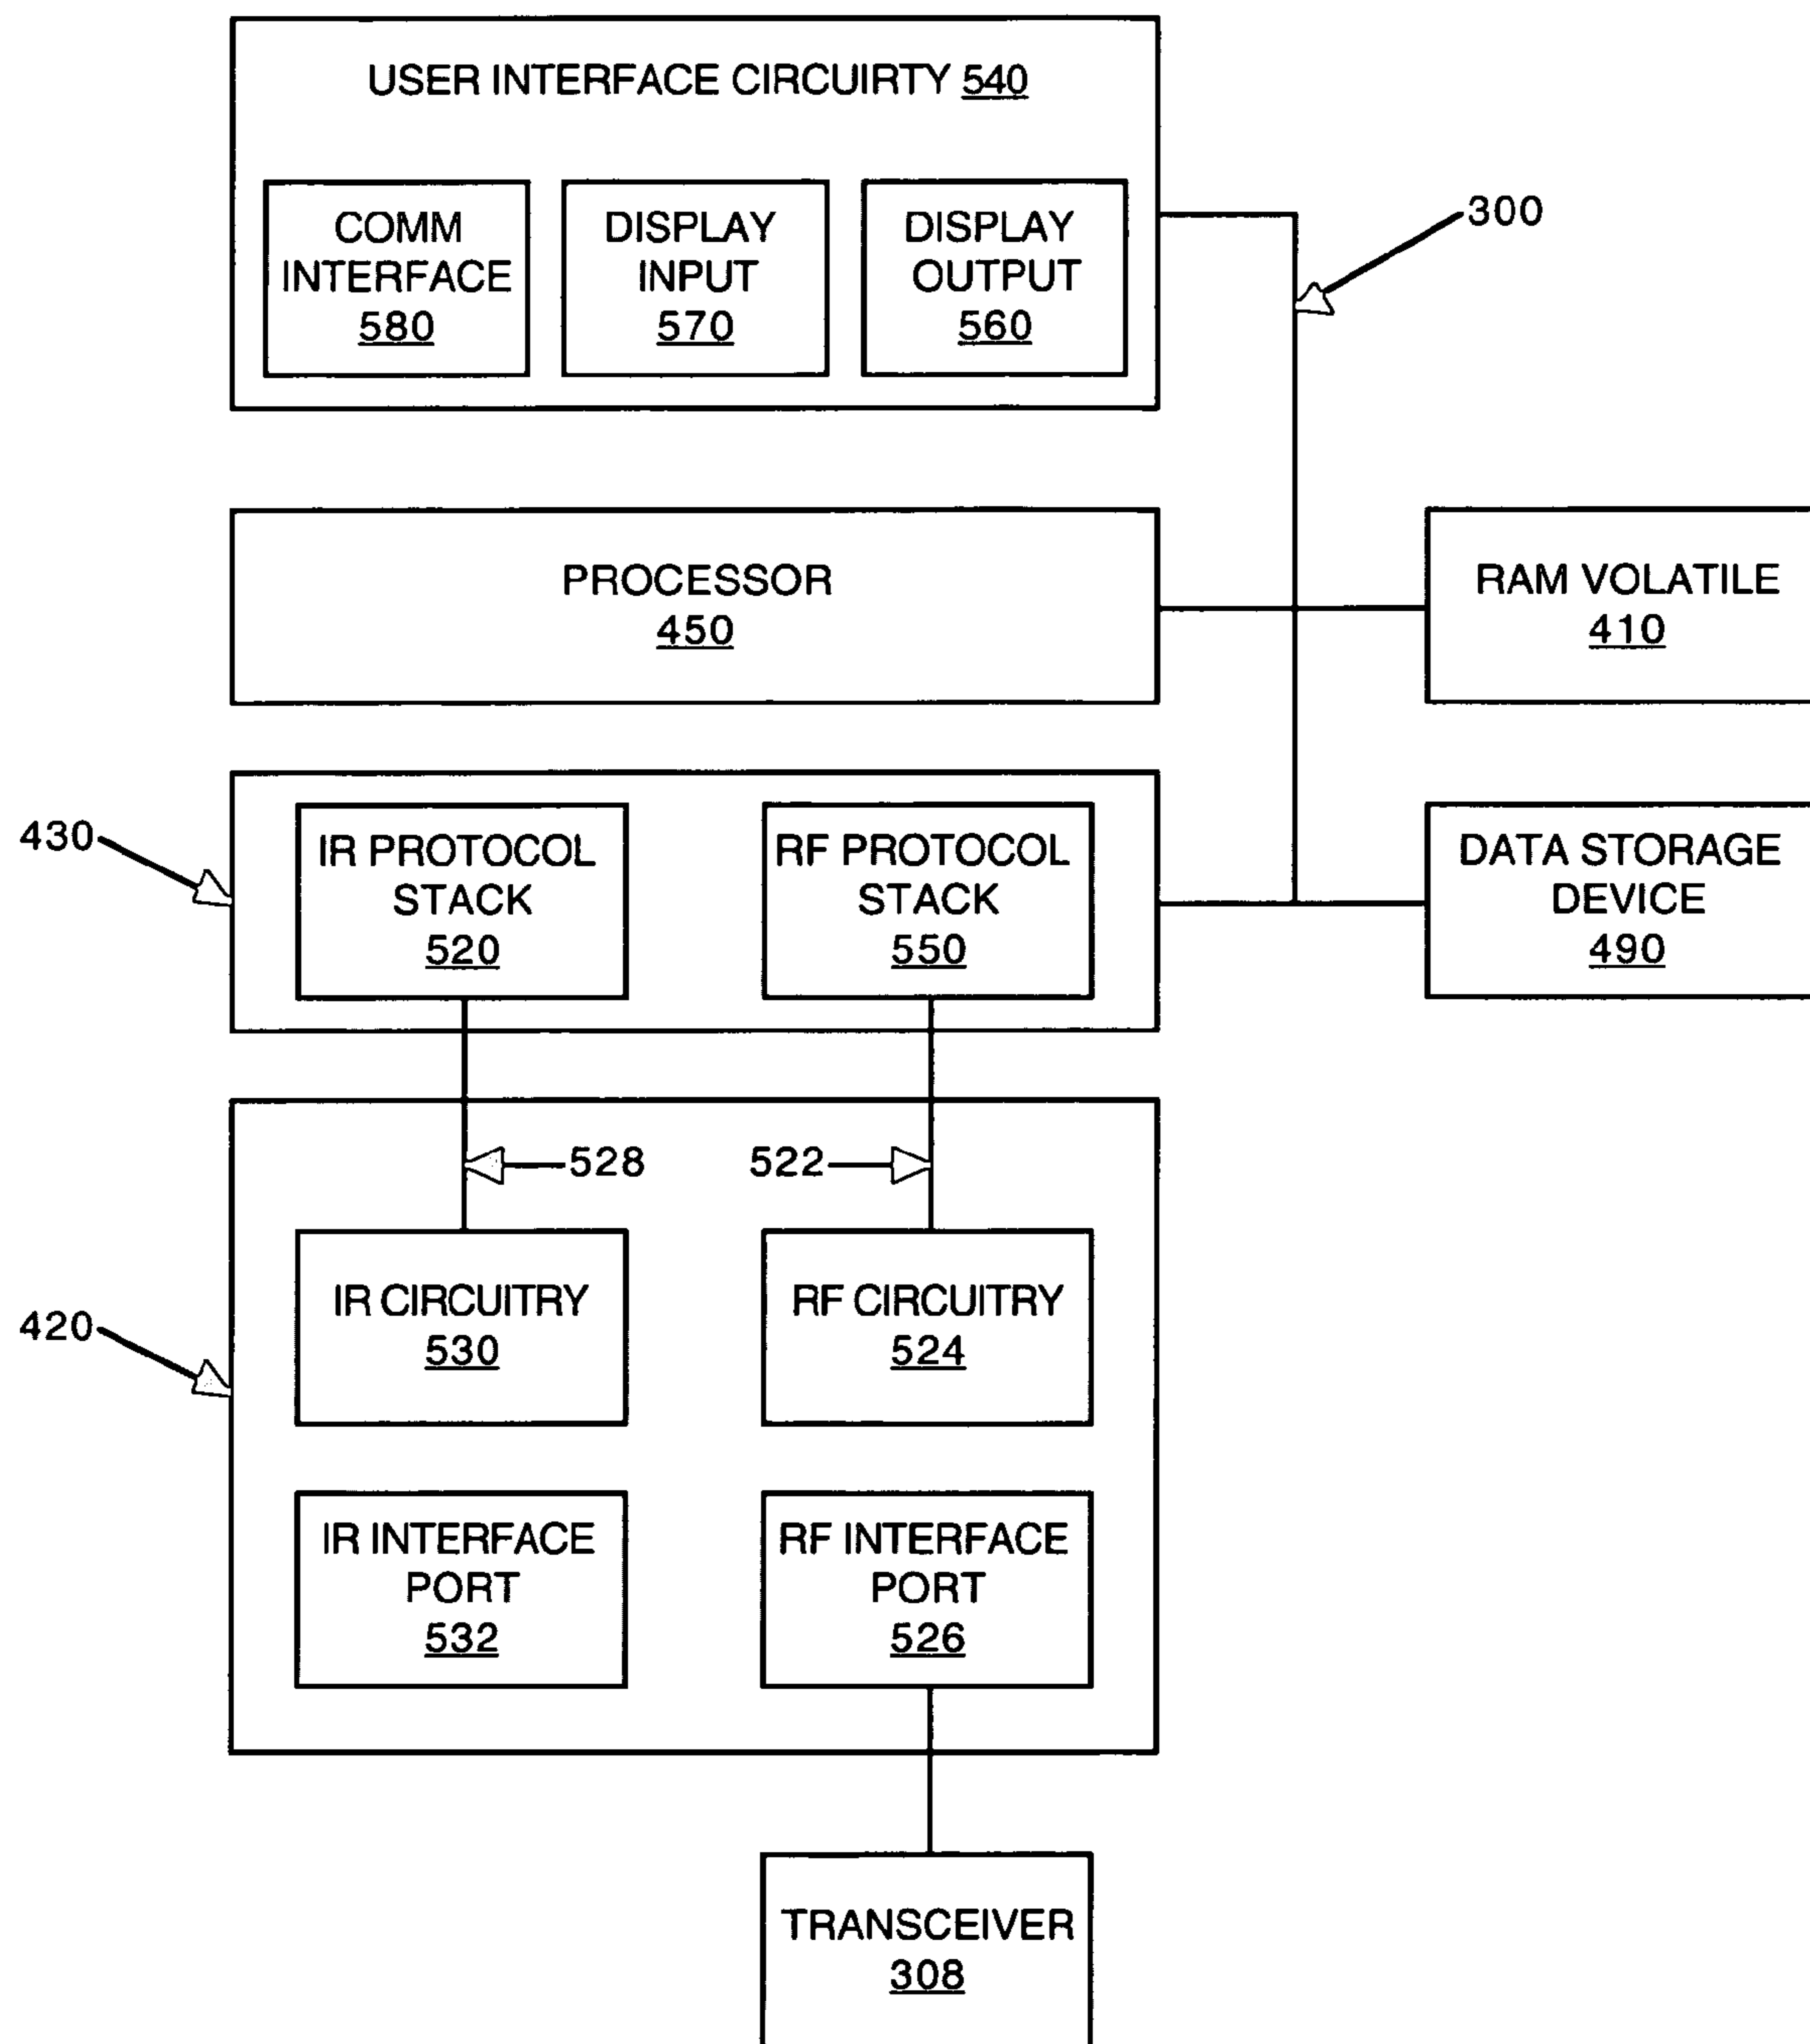 USER INTERFACE CIRCUIRTY 540
COMM
INTERFACE
580
DISPLAY
INPUT
570
DISPLAY
OUTPUT
560
300
PROCESSOR
450
RAM VOLATILE
410
430
IR PROTOCOL
STACK
520
RF PROTOCOL
STACK
550
DATA STORAGE
DEVICE
490
528
522
420
IR CIRCUITRY
530
RF CIRCUITRY
524
IR INTERFACE
PORT
532
RF INTERFACE
PORT
526
TRANSCEIVER
308